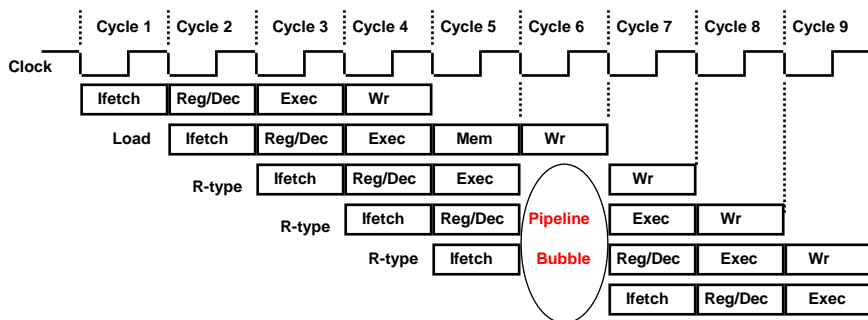 Cycle 1 Cycle 2 Cycle 3 Cycle 4 Cycle 5 Cycle 6 Cycle 7 Cycle 8 Cycle 9
Clock
Ifetch Reg/Dec Exec Wr
Load Ifetch Reg/Dec Exec Mem Wr
R-type Ifetch Reg/Dec Exec Wr
R-type Ifetch Reg/Dec Pipeline Exec Wr
R-type Ifetch Bubble Reg/Dec Exec Wr
Ifetch Reg/Dec Exec